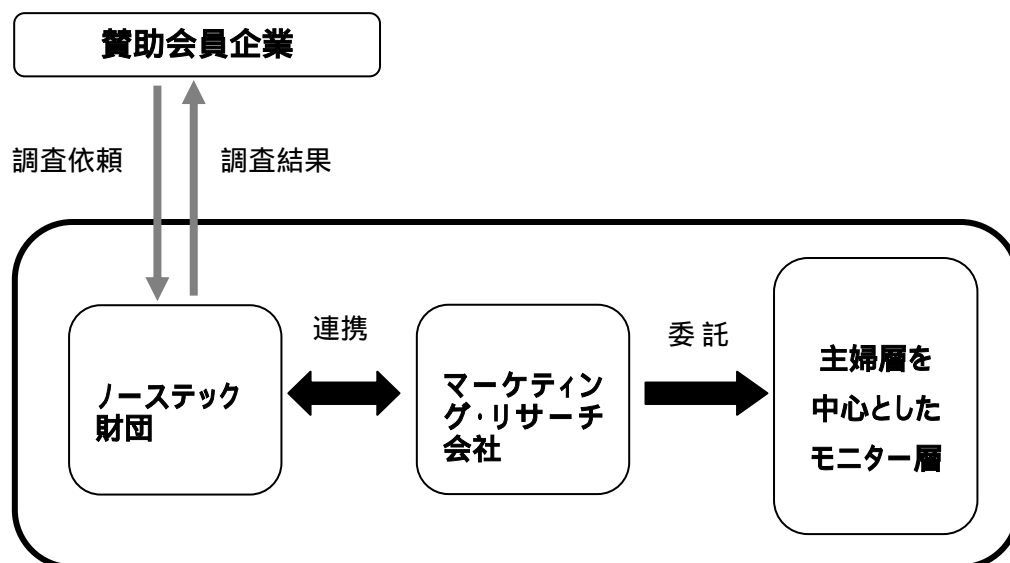 賛助会員企業
調査依頼
調査結果
連携
委託
ノーステック
財団
マーケティン
グ・リサーチ
会社
主婦層を
中心とした
モニター層